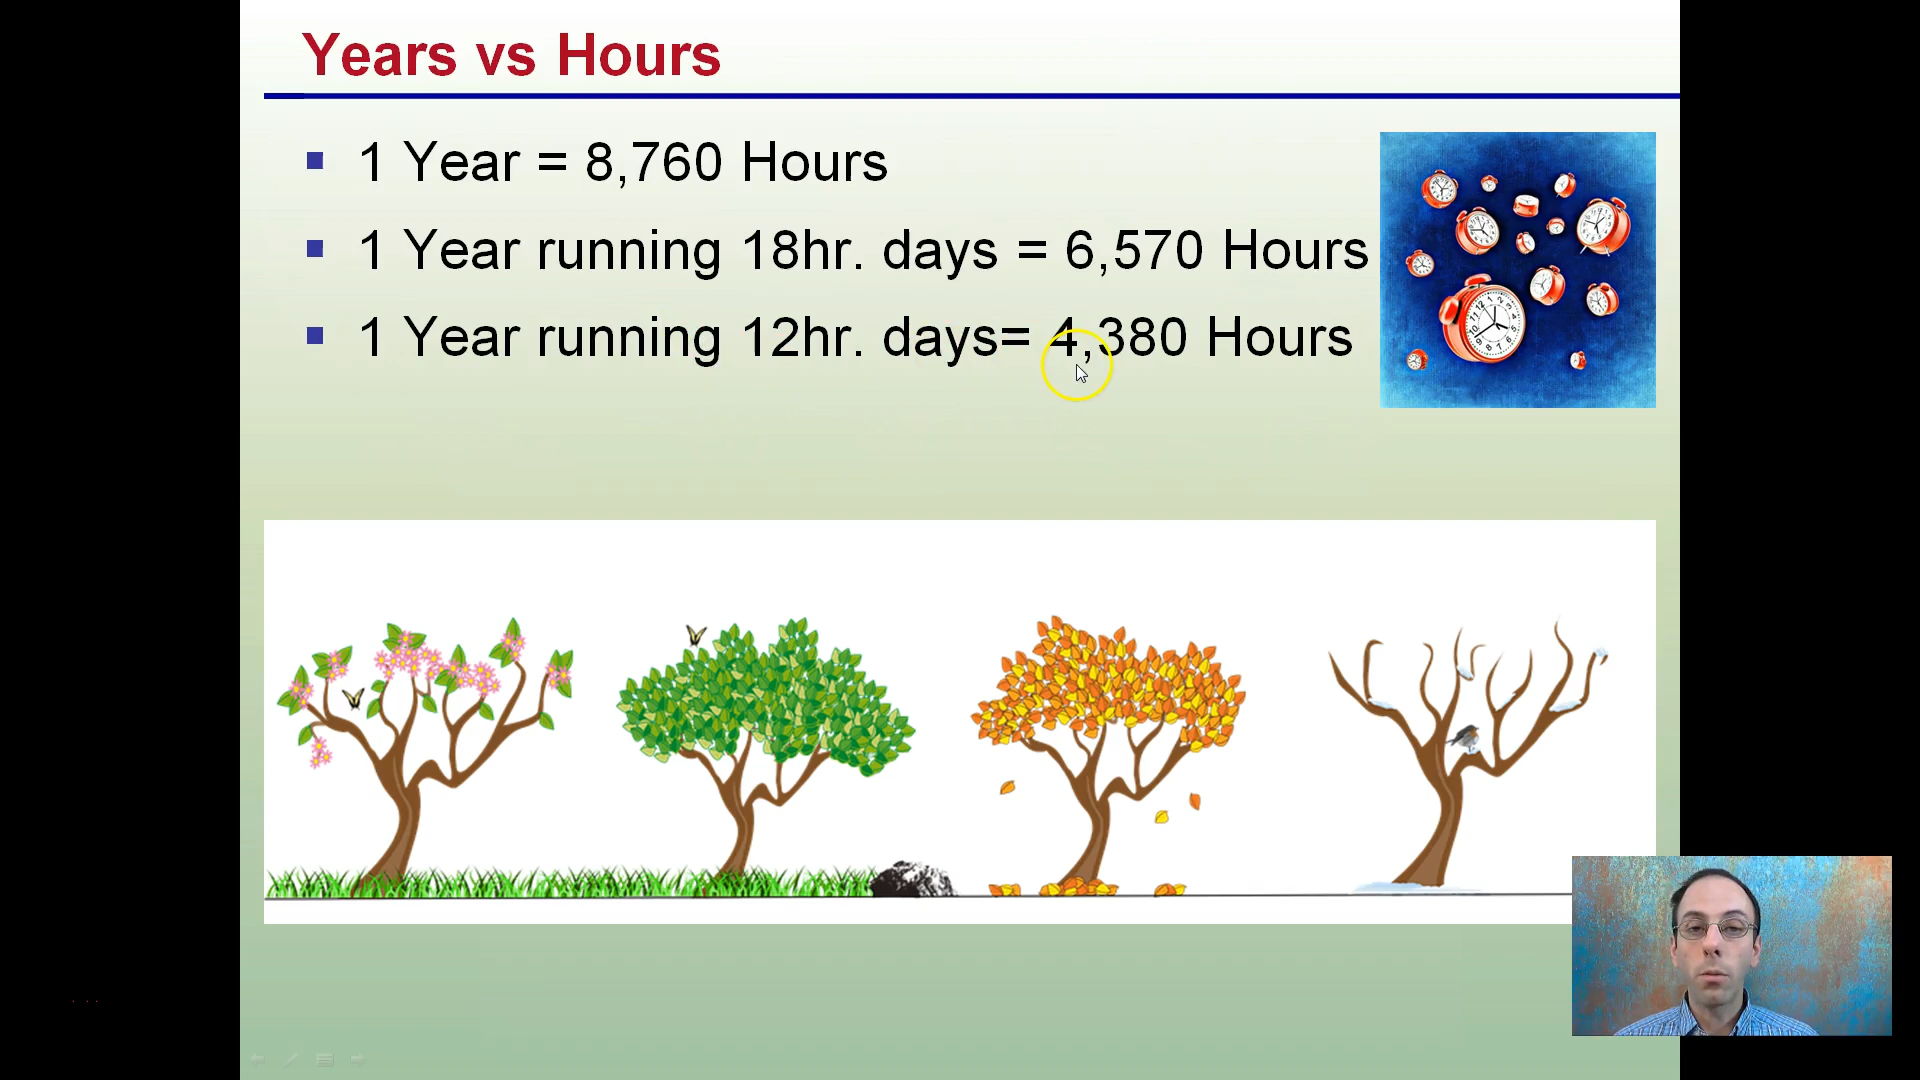 Years vs Hours
1 Year = 8,760 Hours
1 Year running 18hr. days = 6,570 Hours
1 Year running 12hr. days= 4,380 Hours